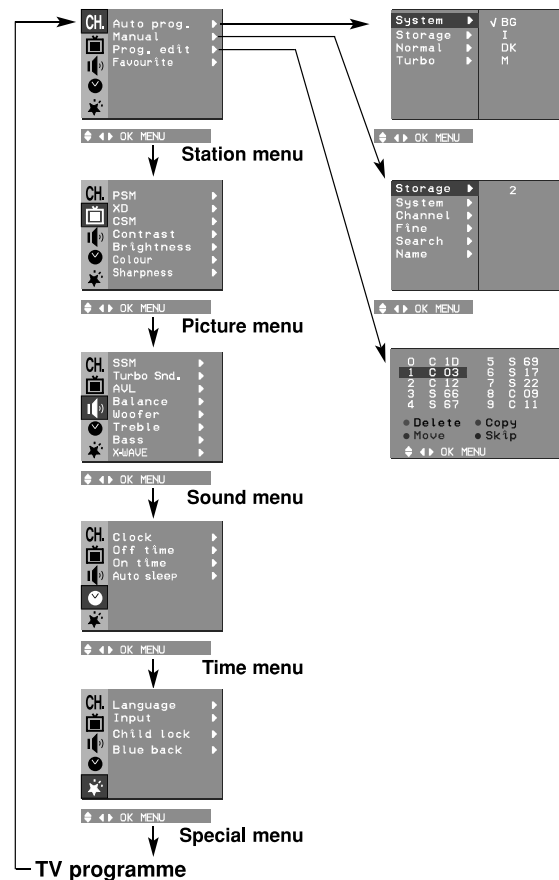 CH.
Auto prog.
Manual
Prog. edit
Favourite
OK MENU
Station menu
CH.
PSM
XD
CSM
Contrast
Brightness
Colour
Sharpness
OK MENU
Picture menu
CH.
SSM
Turbo Snd.
AVL
Balance
Woofer
Treble
Bass
X-WAVE
OK MENU
Sound menu
CH.
Clock
Off time
On time
Auto sleep
OK MENU
Time menu
CH.
Language
Input
Child lock
Blue back
OK MENU
Special menu
TV programme
System √ BG
Storage I
Normal DK
Turbo M
OK MENU
Storage 2
System
Channel
Fine
Search
Name
OK MENU
0 C 10 5 S 69
1 C 03 6 S 17
2 C 12 7 S 22
3 S 66 8 C 09
4 S 67 9 C 11
Delete Copy
Move Skip
OK MENU